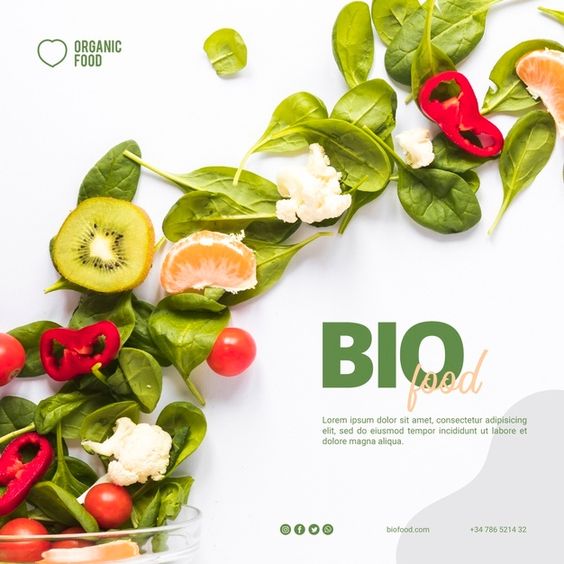 ORGANIC
FOOD
BIO
food
Lorem ipsum dolor sit amet, consectetur adipiscing
elit, sed do eiusmod tempor incididunt ut labore et
dolore magna aliqua.
biofood.com
+34 786 5214 32